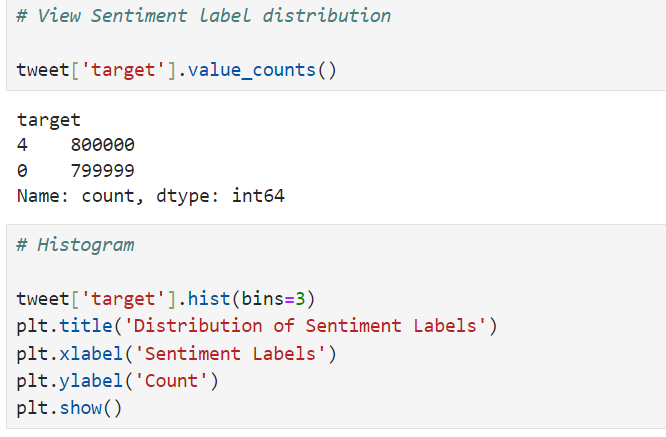 # View Sentiment label distribution
tweet['target'].value_counts()
target
4    800000
0    799999
Name: count, dtype: int64
# Histogram
tweet['target'].hist(bins=3)
plt.title('Distribution of Sentiment Labels')
plt.xlabel('Sentiment Labels')
plt.ylabel('Count')
plt.show()